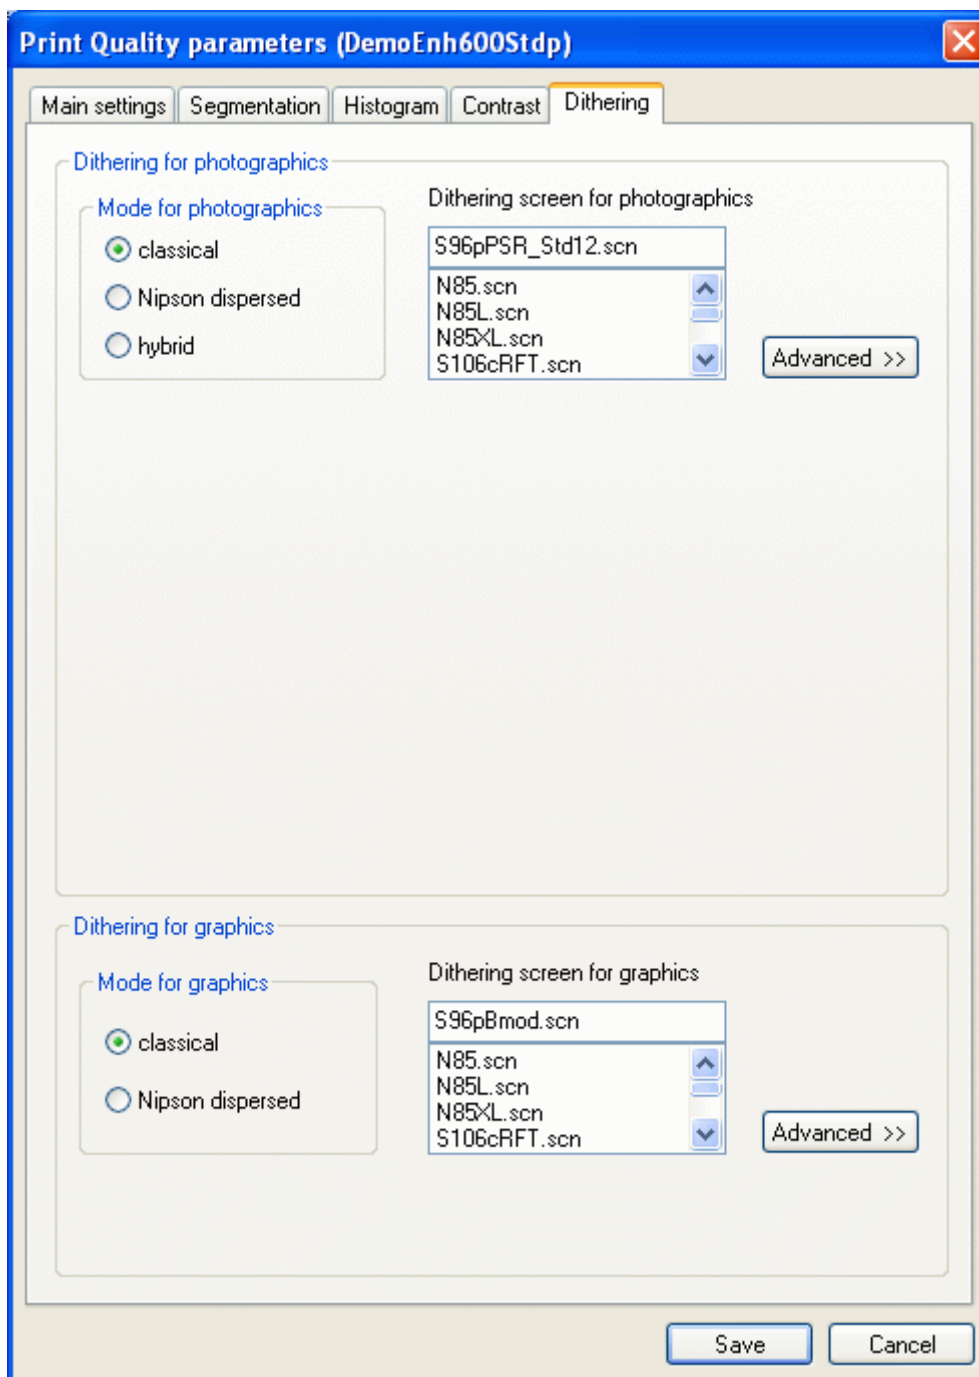 Print Quality parameters (DemoEnh600Stdp)
Main settings Segmentation Histogram Contrast Dithering
Dithering for photographics
Mode for photographics
classical
Nipson dispersed
hybrid
Dithering screen for photographics
S96pPSR_Std12.scn
N85.scn
N85L.scn
N85XL.scn
S106cRFT.scn
Advanced >>
Dithering for graphics
Mode for graphics
classical
Nipson dispersed
Dithering screen for graphics
S96pBmod.scn
N85.scn
N85L.scn
N85XL.scn
S106cRFT.scn
Advanced >>
Save Cancel